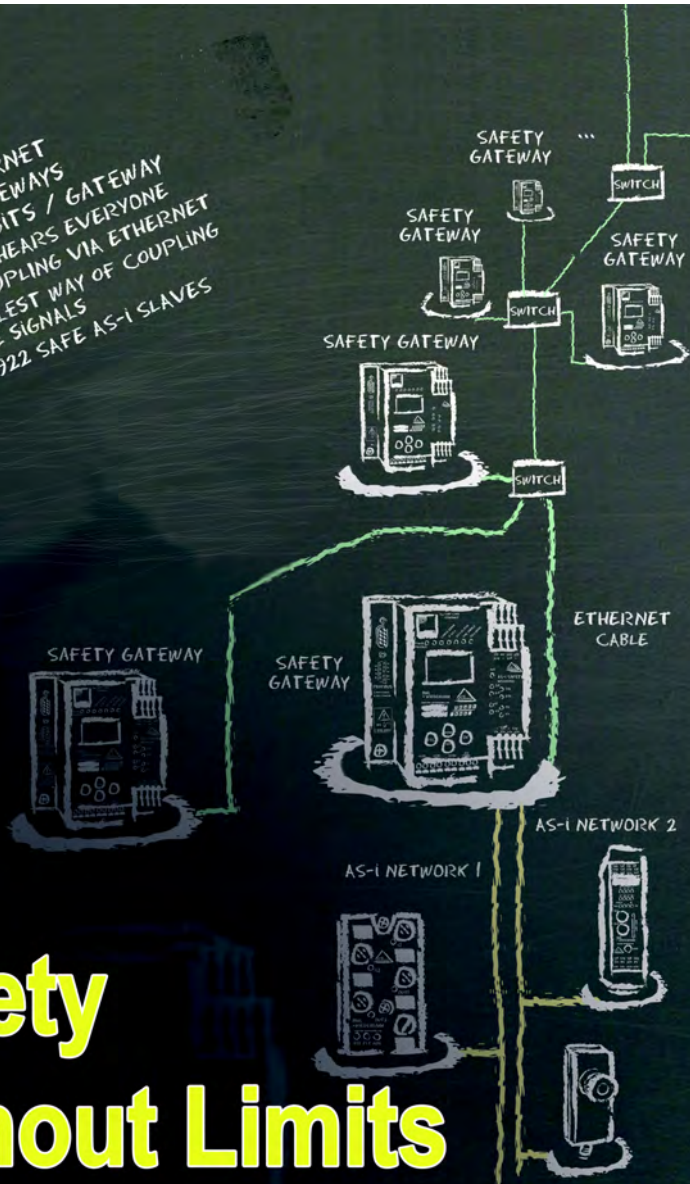 RNET
EWAYS
BITS / GATEWAY
HEARS EVERYONE
UPLING VIA ETHERNET
LEST WAY OF COUPLING
SIGNALS
922 SAFE AS-i SLAVES
SAFETY
GATEWAY
...
SWITCH
SAFETY
GATEWAY
SAFETY
GATEWAY
SWITCH
SAFETY GATEWAY
SWITCH
ETHERNET
CABLE
SAFETY GATEWAY
SAFETY
GATEWAY
AS-i NETWORK 2
AS-i NETWORK 1
ety
hout Limits